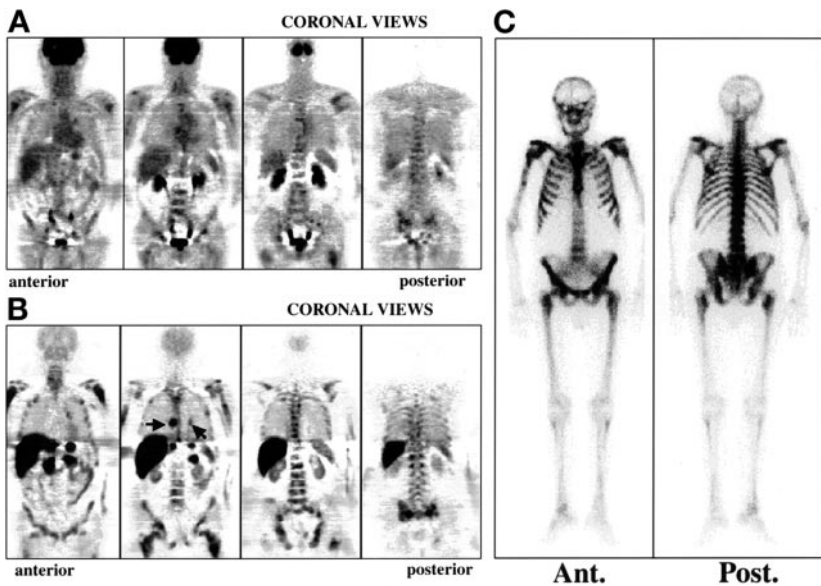 A
CORONAL VIEWS
anterior
posterior
B
CORONAL VIEWS
anterior
posterior
C
Ant.
Post.